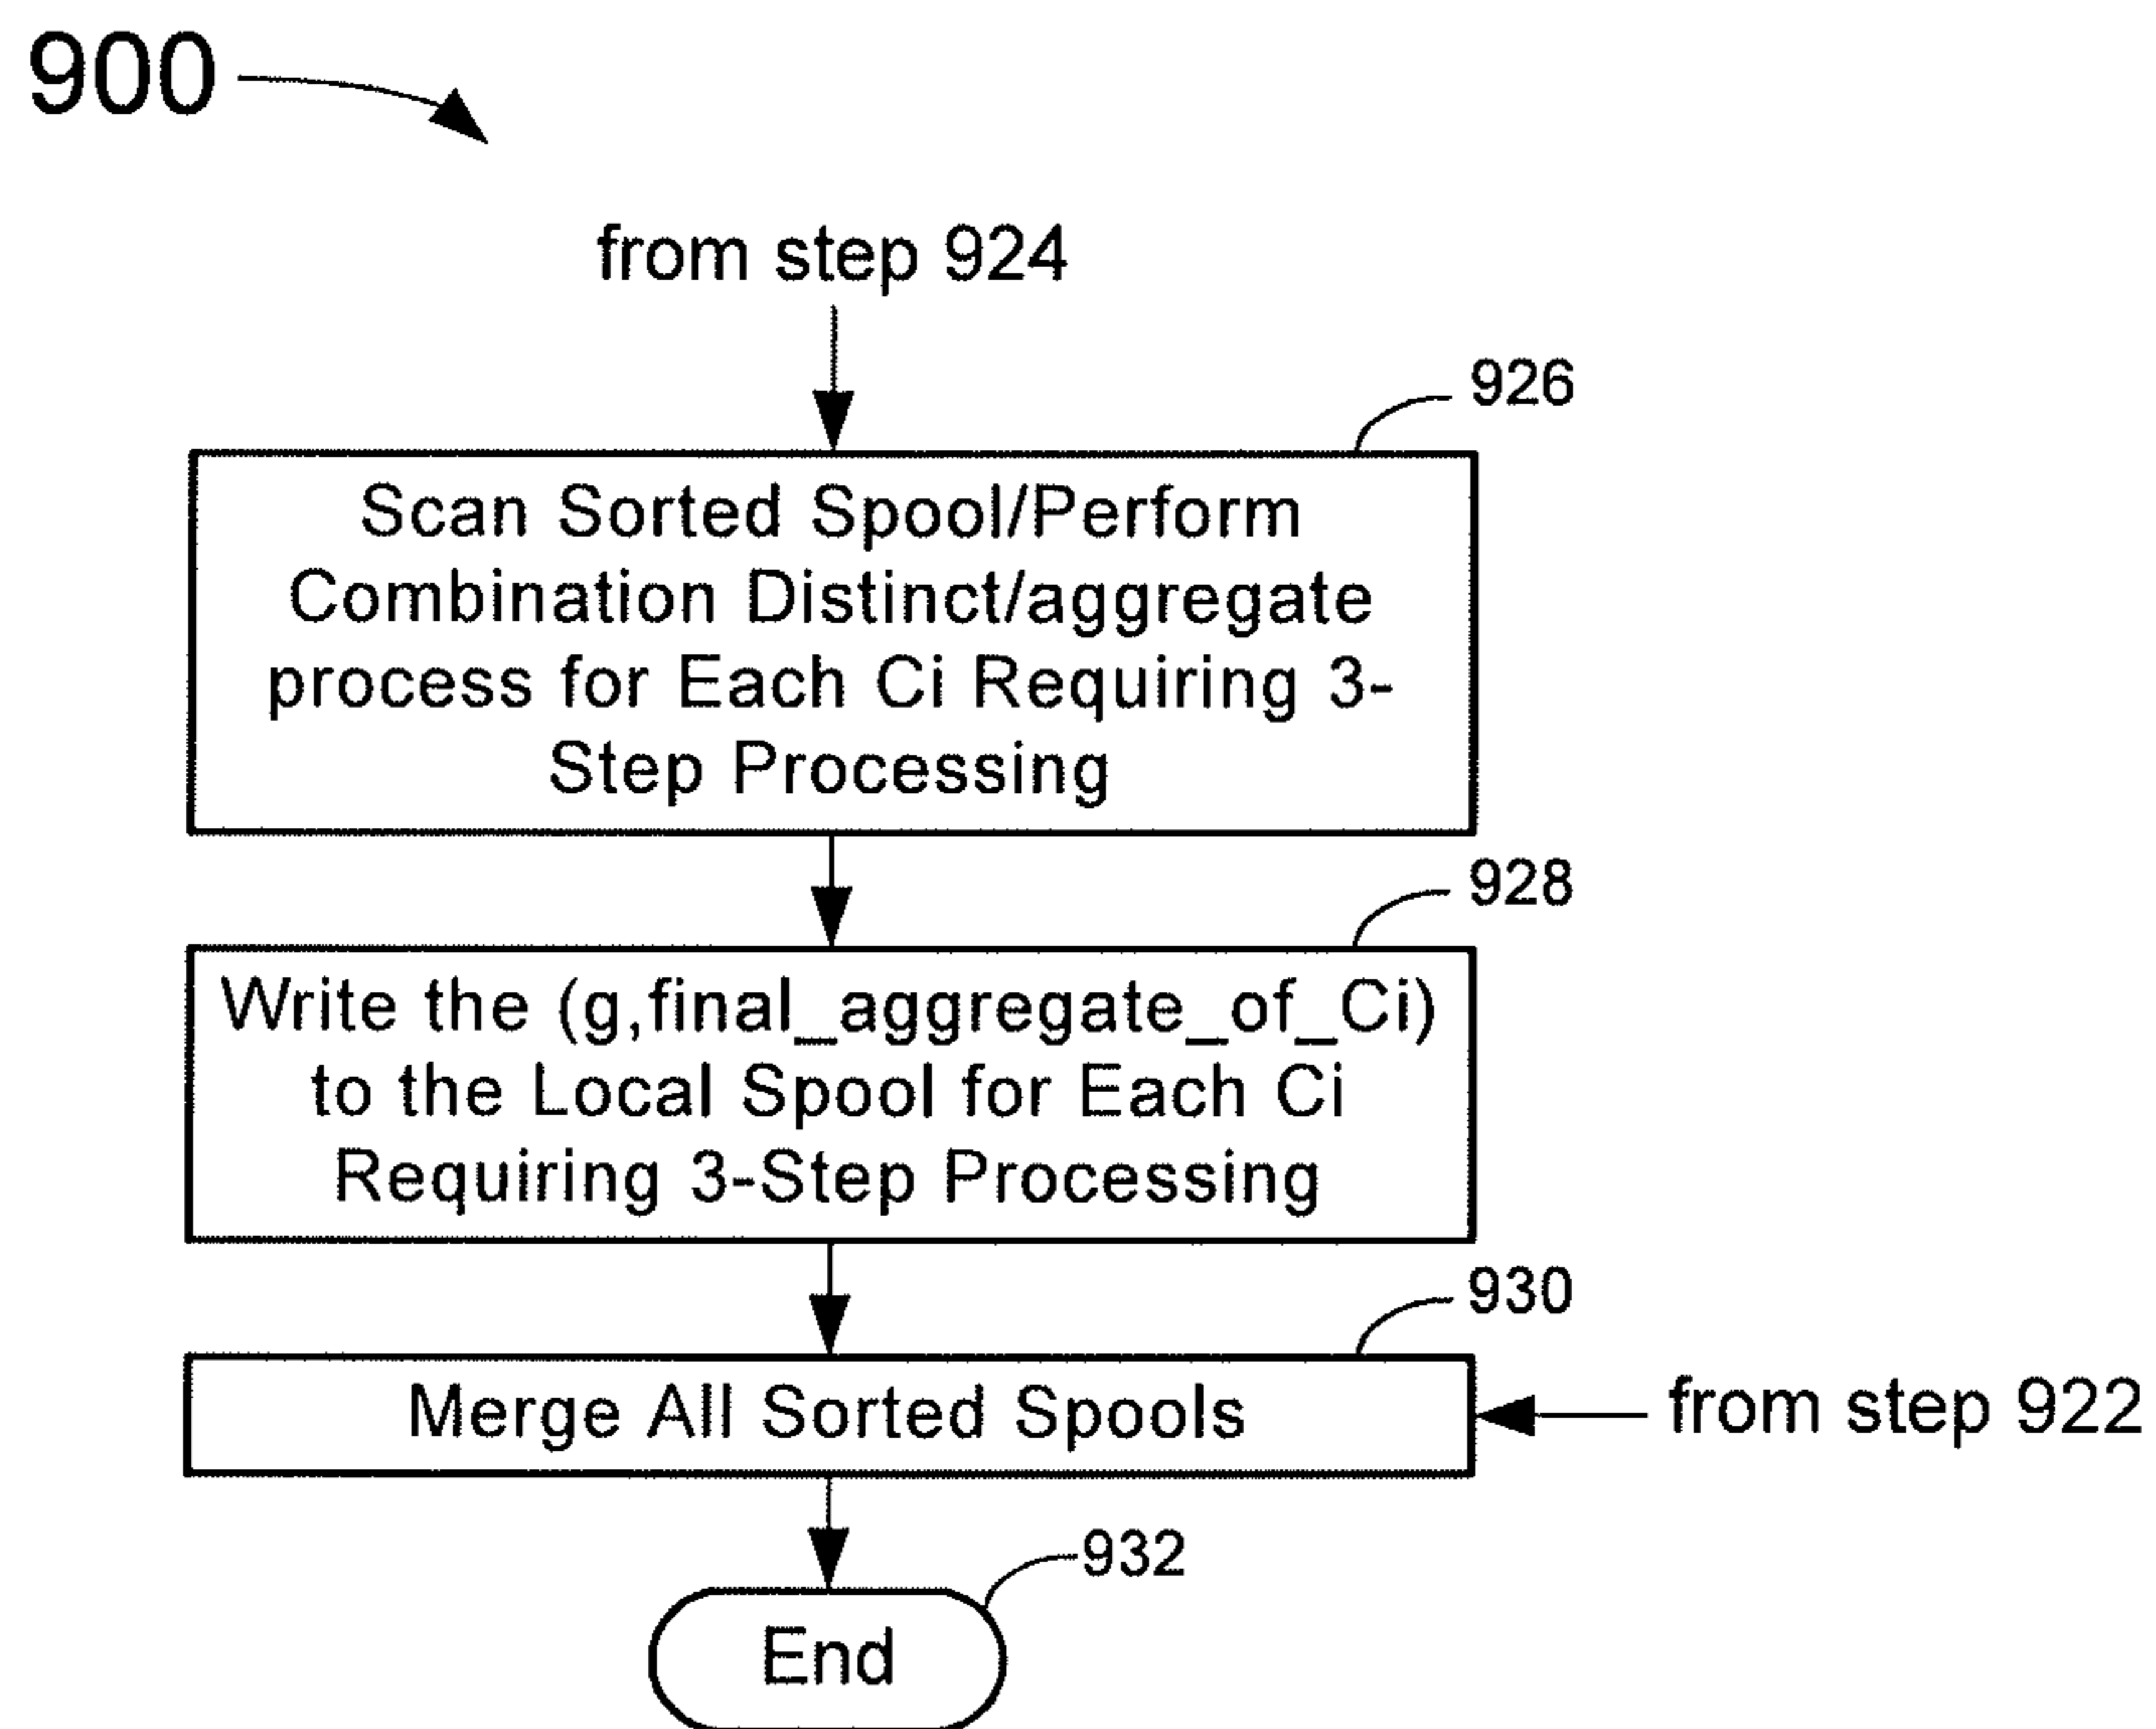 900
from step 924
926
Scan Sorted Spool/Perform
Combination Distinct/aggregate
process for Each Ci Requiring 3-
Step Processing
928
Write the (g,final_aggregate_of_Ci)
to the Local Spool for Each Ci
Requiring 3-Step Processing
930
Merge All Sorted Spools
from step 922
932
End